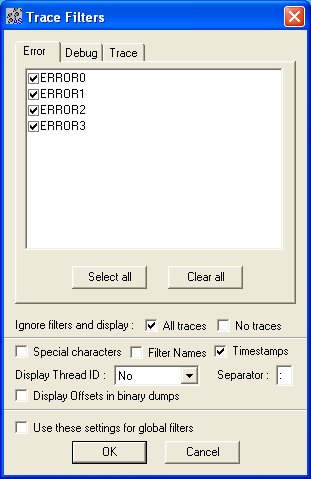 Trace Filters
Error Debug Trace
ERROR0
ERROR1
ERROR2
ERROR3
Select all Clear all
Ignore filters and display : All traces No traces
Special characters Filter Names Timestamps
Display Thread ID : No Separator : :
Display Offsets in binary dumps
Use these settings for global filters
OK Cancel